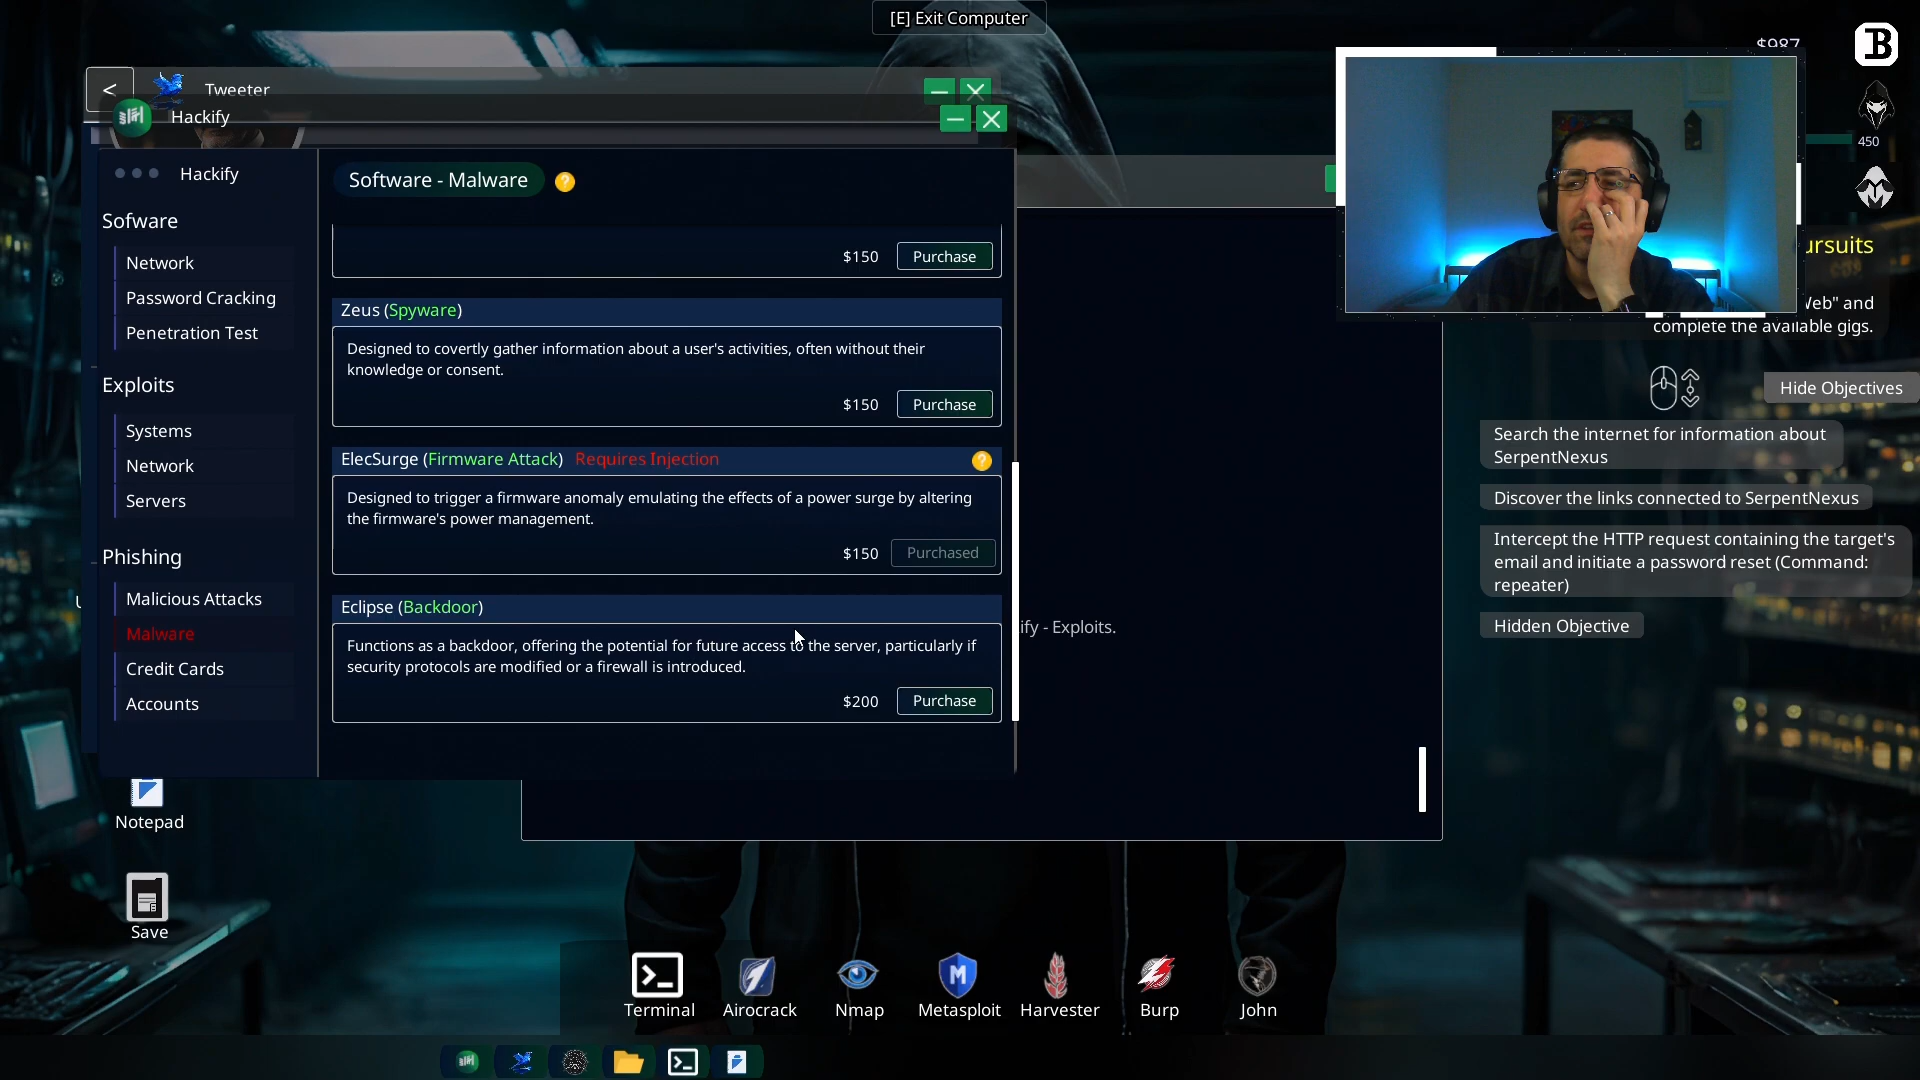 [E] Exit Computer
$987
< Tweeter
Hackify
450
Hackify
Software - Malware
Sofware
Network
Password Cracking
Penetration Test
Exploits
Systems
Network
Servers
Phishing
Malicious Attacks
Malware
Credit Cards
Accounts
$150 Purchase
Zeus (Spyware)
Designed to covertly gather information about a user's activities, often without their
knowledge or consent.
$150 Purchase
ElecSurge (Firmware Attack) Requires Injection
Designed to trigger a firmware anomaly emulating the effects of a power surge by altering
the firmware's power management.
$150 Purchased
Eclipse (Backdoor)
Functions as a backdoor, offering the potential for future access to the server, particularly if
security protocols are modified or a firewall is introduced.
$200 Purchase
ify - Exploits.
ursuits
Web" and
complete the available gigs.
Hide Objectives
Search the internet for information about
SerpentNexus
Discover the links connected to SerpentNexus
Intercept the HTTP request containing the target's
email and initiate a password reset (Command:
repeater)
Hidden Objective
Notepad
Save
Terminal
Airocrack
Nmap
Metasploit
Harvester
Burp
John